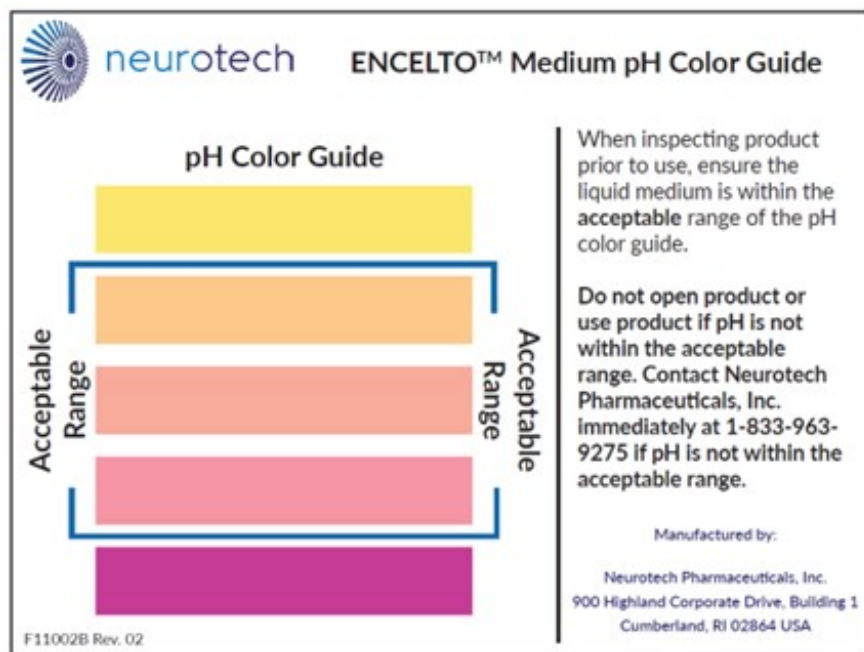 neurotech
ENCELTO™ Medium pH Color Guide
pH Color Guide
Acceptable
Range
Range
Acceptable
When inspecting product
prior to use, ensure the
liquid medium is within the
acceptable range of the pH
color guide.
Do not open product or
use product if pH is not
within the acceptable
range. Contact Neurotech
Pharmaceuticals, Inc.
immediately at 1-833-963-
9275 if pH is not within the
acceptable range.
Manufactured by:
Neurotech Pharmaceuticals, Inc.
900 Highland Corporate Drive, Building 1
Cumberland, RI 02864 USA
F11002B Rev. 02